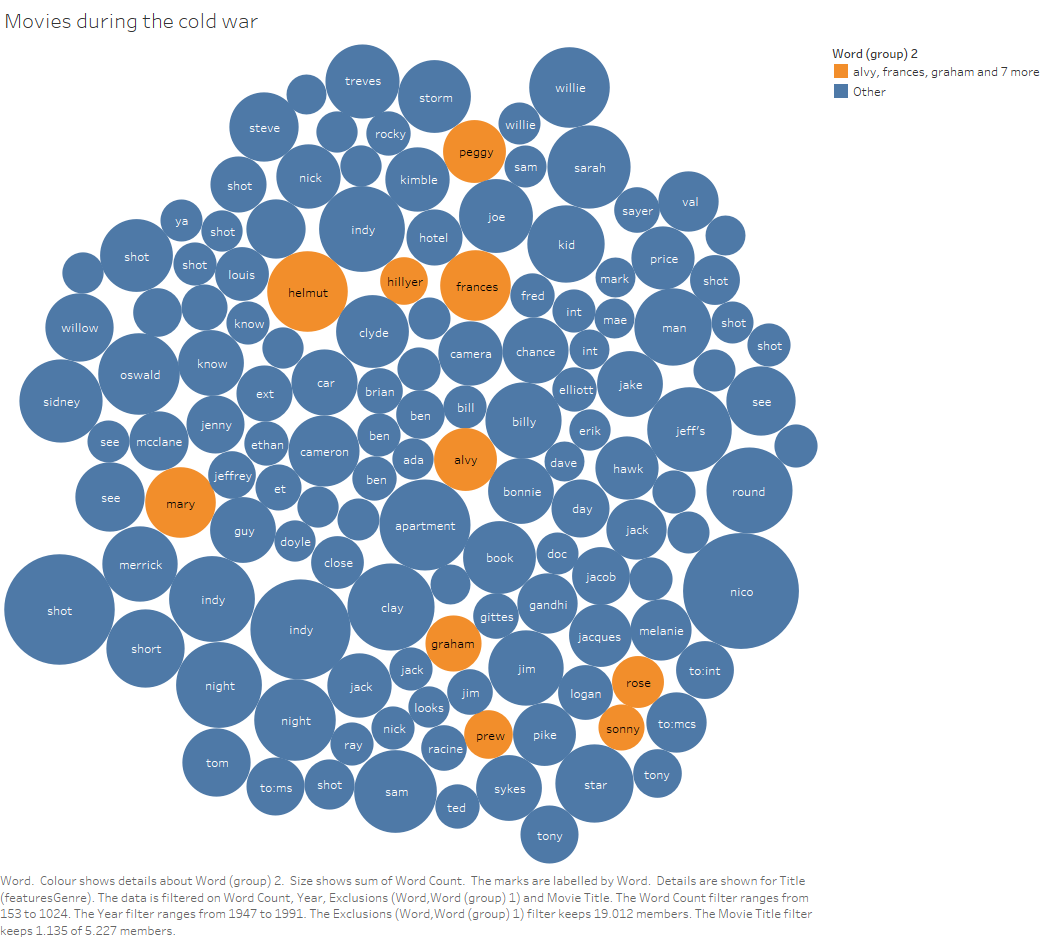 Movies during the cold war
Word (group) 2
alvy, frances, graham and 7 more
Other
treves
willie
storm
steve
willie
rocky
peggy
sam
sarah
nick
kimble
shot
val
sayer
joe
ya
shot
indy
hotel
kid
shot
price
shot
louis
mark
shot
hillyer
frances
helmut
fred
int
mae
know
man
shot
willow
clyde
shot
chance
int
camera
know
oswald
car
jake
brian
elliott
ext
sidney
see
bill
ben
billy
jenny
erik
jeff's
ben
see
mcclane
ethan
cameron
ada
alvy
dave
hawk
jeffrey
ben
et
bonnie
round
see
mary
day
apartment
guy
jack
doyle
doc
book
close
merrick
jacob
nico
indy
gandhi
clay
shot
gittes
indy
melanie
jacques
graham
short
jim
jack
to:int
rose
night
jack
jim
logan
looks
night
to:mcs
nick
sonny
pike
prew
ray
racine
tom
tony
shot
star
to:ms
sykes
sam
ted
tony
Word.  Colour shows details about Word (group) 2.  Size shows sum of Word Count.  The marks are labelled by Word.  Details are shown for Title
(featuresGenre). The data is filtered on Word Count, Year, Exclusions (Word,Word (group) 1) and Movie Title. The Word Count filter ranges from
153 to 1024. The Year filter ranges from 1947 to 1991. The Exclusions (Word,Word (group) 1) filter keeps 19.012 members. The Movie Title filter
keeps 1.135 of 5.227 members.